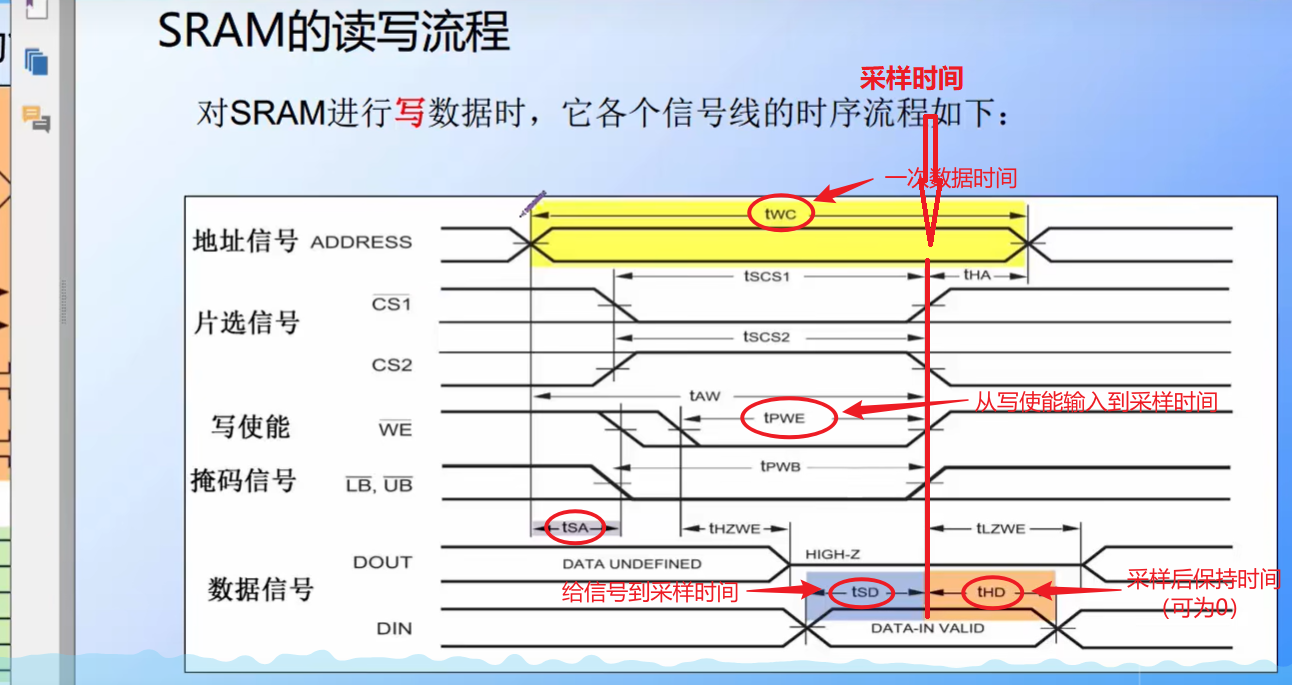 SRAM的读写流程
采样时间
对SRAM进行写数据时，它各个信号线的时序流程如下：
一次数据时间
tWC
地址信号 ADDRESS
tSCS1
tHA
CS1
片选信号
tSCS2
CS2
tAW
从写使能输入到采样时间
tPWE
写使能 WE
tPWB
掩码信号 LB, UB
tSA
tHZWE
tLZWE
HIGH-Z
DOUT
DATA UNDEFINED
数据信号
给信号到采样时间
tSD
tHD
采样后保持时间
(可为0)
DIN
DATA-IN VALID